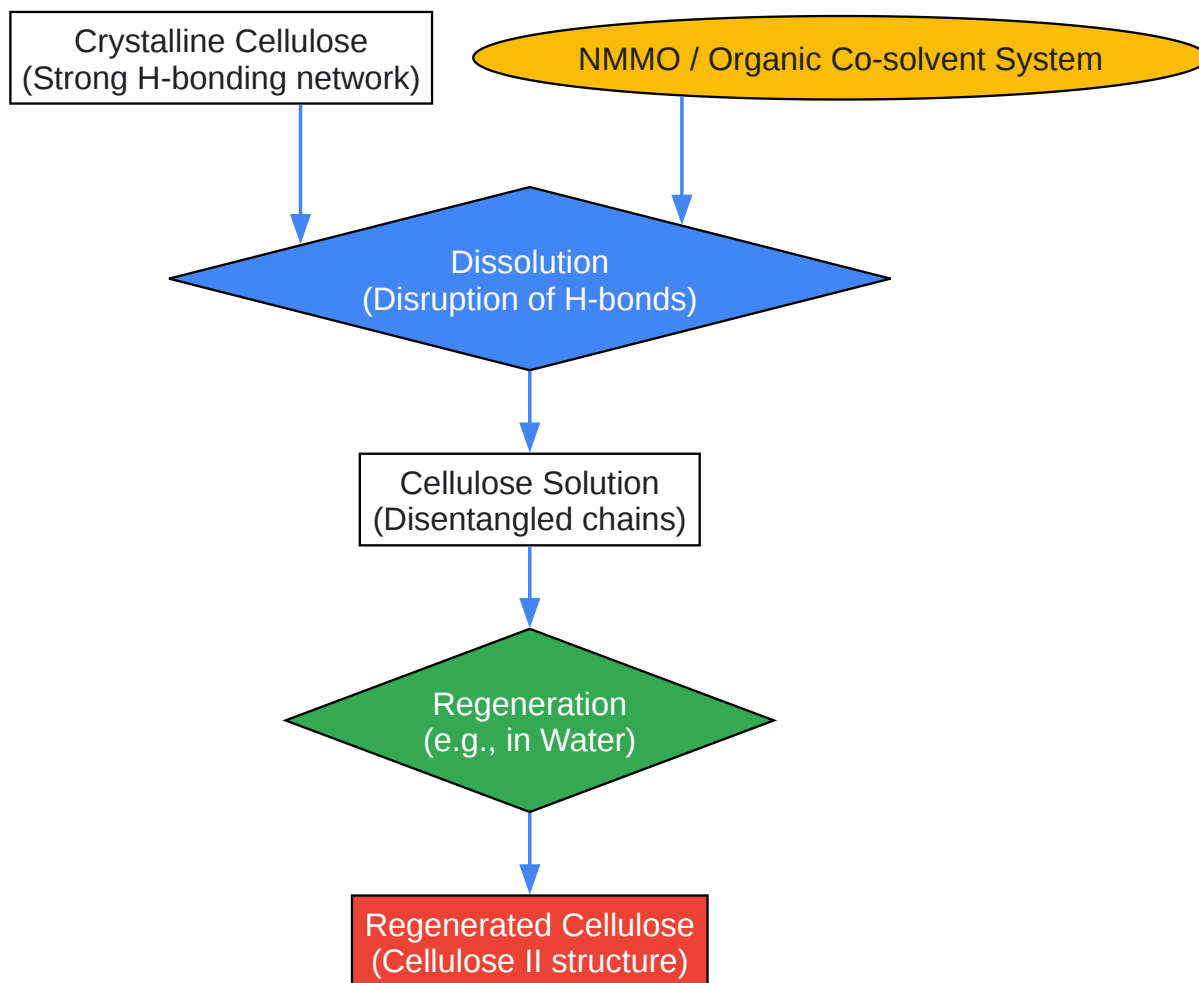 Crystalline Cellulose
(Strong H-bonding network)
NMMO / Organic Co-solvent System
Dissolution
(Disruption of H-bonds)
Cellulose Solution
(Disentangled chains)
Regeneration
(e.g., in Water)
Regenerated Cellulose
(Cellulose II structure)